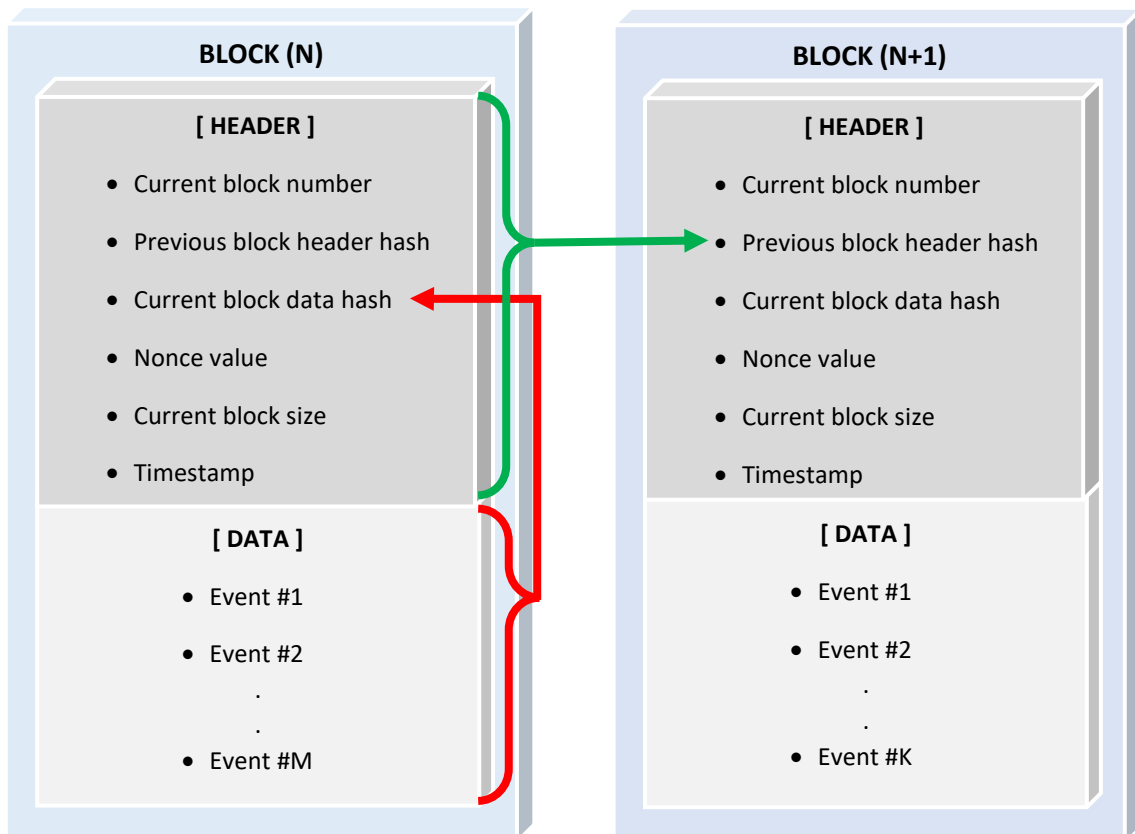 BLOCK (N)
[ HEADER ]
• Current block number
• Previous block header hash
• Current block data hash
• Nonce value
• Current block size
• Timestamp
[ DATA ]
• Event #1
• Event #2
.
.
• Event #M
BLOCK (N+1)
[ HEADER ]
• Current block number
• Previous block header hash
• Current block data hash
• Nonce value
• Current block size
• Timestamp
[ DATA ]
• Event #1
• Event #2
.
.
• Event #K